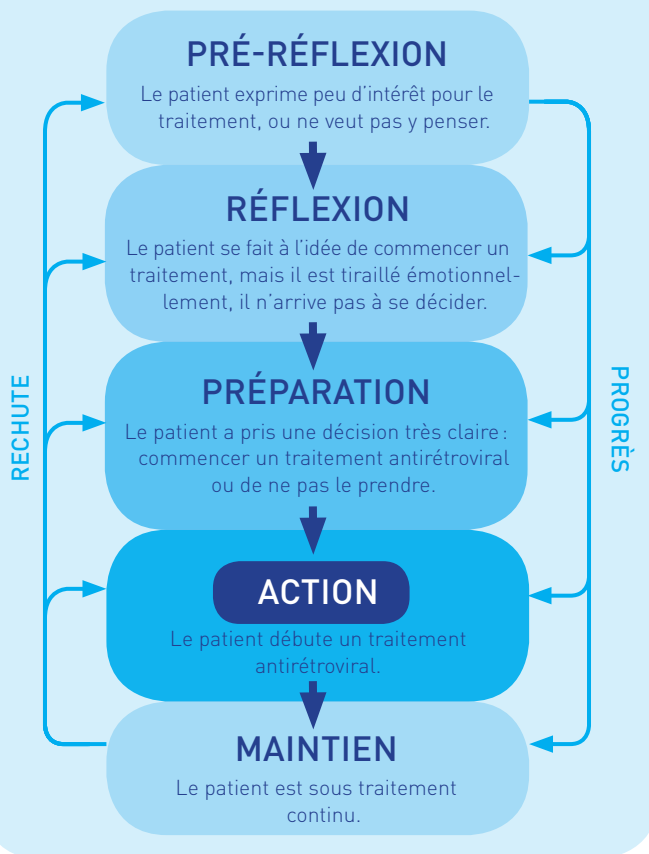 PRÉ-RÉFLEXION
Le patient exprime peu d'intérêt pour le
traitement, ou ne veut pas y penser.
RÉFLEXION
Le patient se fait à l'idée de commencer un
traitement, mais il est tiraillé émotionnel-
lement, il n'arrive pas à se décider.
PRÉPARATION
Le patient a pris une décision très claire :
commencer un traitement antirétroviral
ou de ne pas le prendre.
ACTION
Le patient débute un traitement
antirétroviral.
MAINTIEN
Le patient est sous traitement
continu.
RECHUTE
PROGRÈS